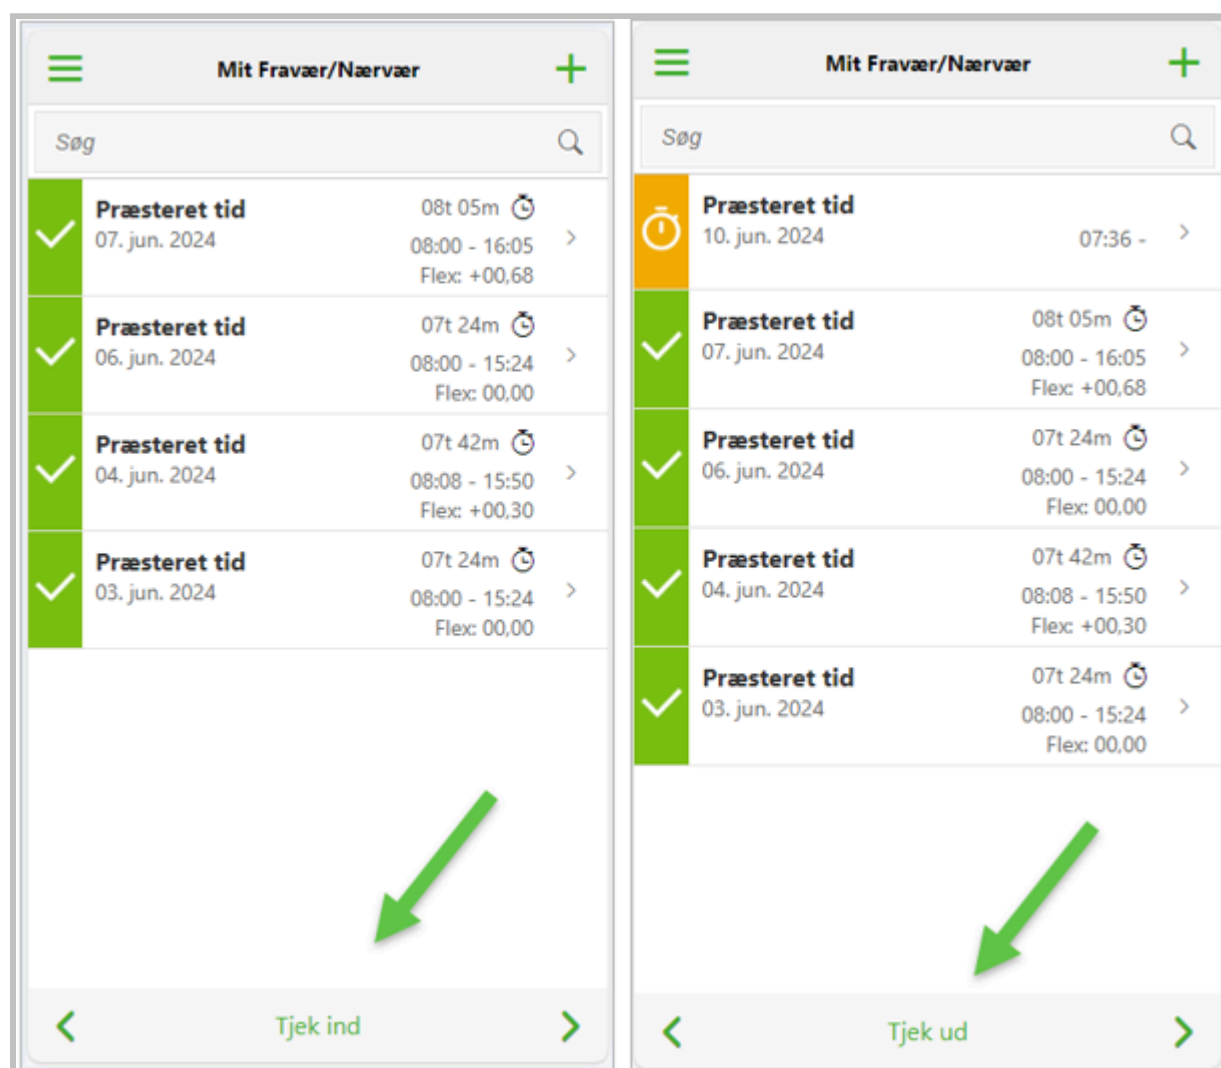 Mit Fravær/Nærvær
Søg
Præsteret tid
08t 05m
07. jun. 2024
08:00 - 16:05
Flex: +00,68
Præsteret tid
07t 24m
06. jun. 2024
08:00 - 15:24
Flex: 00,00
Præsteret tid
07t 42m
04. jun. 2024
08:08 - 15:50
Flex: +00,30
Præsteret tid
07t 24m
03. jun. 2024
08:00 - 15:24
Flex: 00,00
Tjek ind
Mit Fravær/Nærvær
Søg
Præsteret tid
10. jun. 2024
07:36 -
Præsteret tid
08t 05m
07. jun. 2024
08:00 - 16:05
Flex: +00,68
Præsteret tid
07t 24m
06. jun. 2024
08:00 - 15:24
Flex: 00,00
Præsteret tid
07t 42m
04. jun. 2024
08:08 - 15:50
Flex: +00,30
Præsteret tid
07t 24m
03. jun. 2024
08:00 - 15:24
Flex: 00,00
Tjek ud